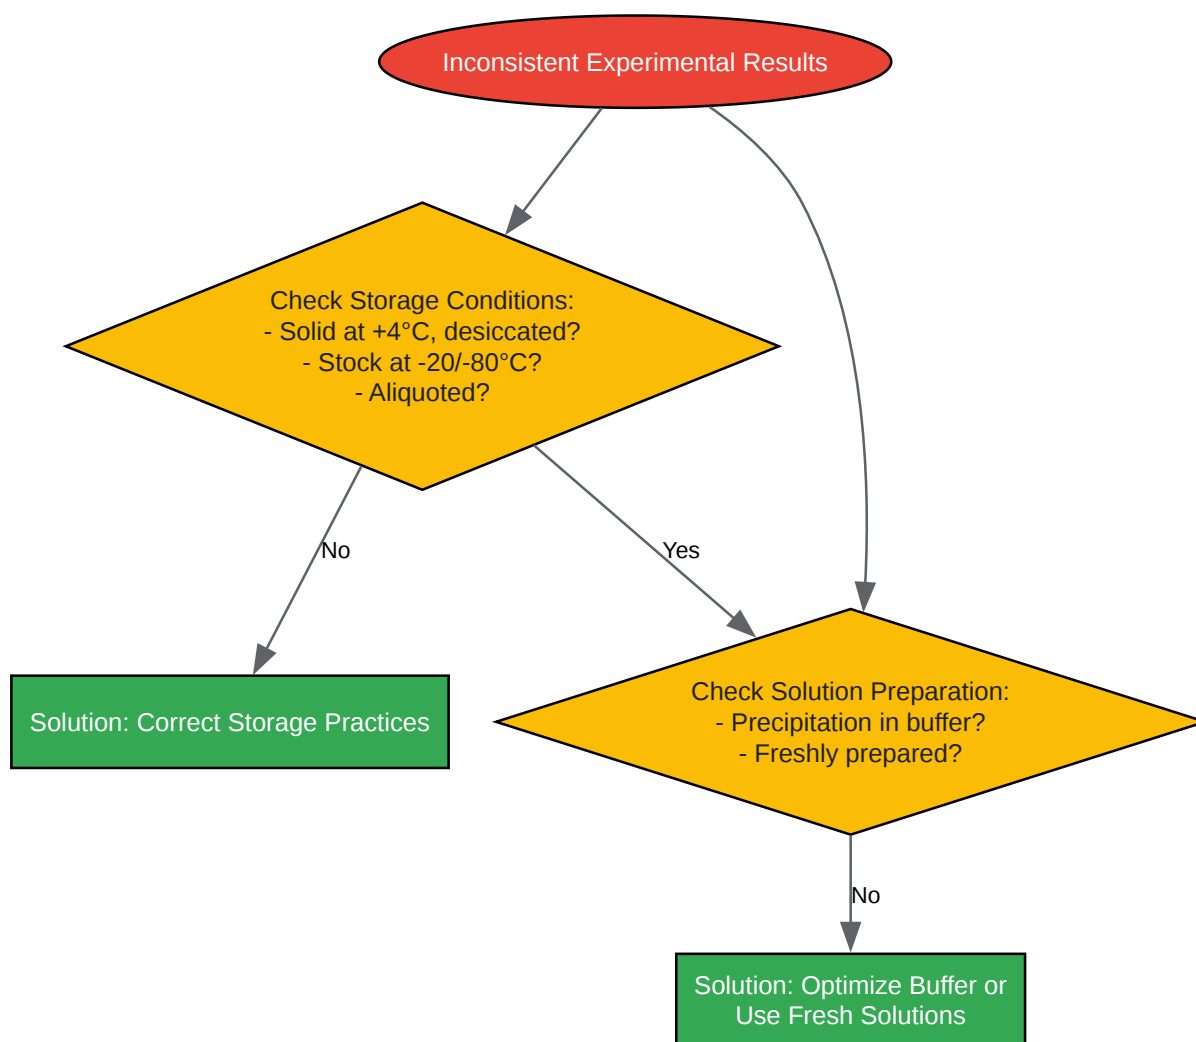 Inconsistent Experimental Results
Check Storage Conditions:
- Solid at +4°C, desiccated?
- Stock at -20/-80°C?
- Aliquoted?
No
Yes
Solution: Correct Storage Practices
Check Solution Preparation:
- Precipitation in buffer?
- Freshly prepared?
No
Solution: Optimize Buffer or
Use Fresh Solutions